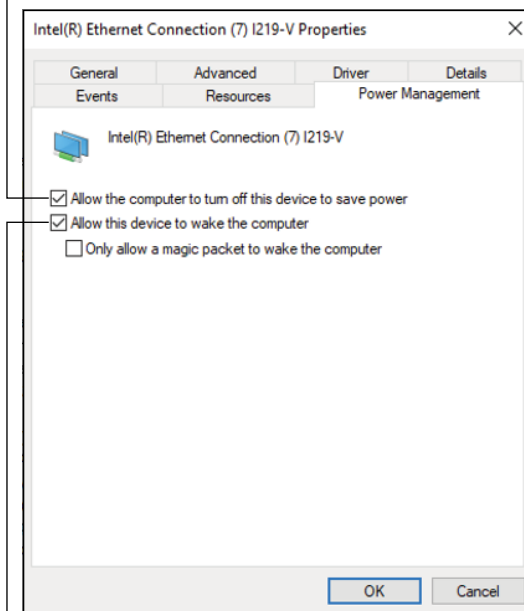 Intel(R) Ethernet Connection (7) I219-V Properties
General Advanced Driver Details
Events Resources Power Management
Intel(R) Ethernet Connection (7) I219-V
Allow the computer to turn off this device to save power
Allow this device to wake the computer
Only allow a magic packet to wake the computer
OK Cancel